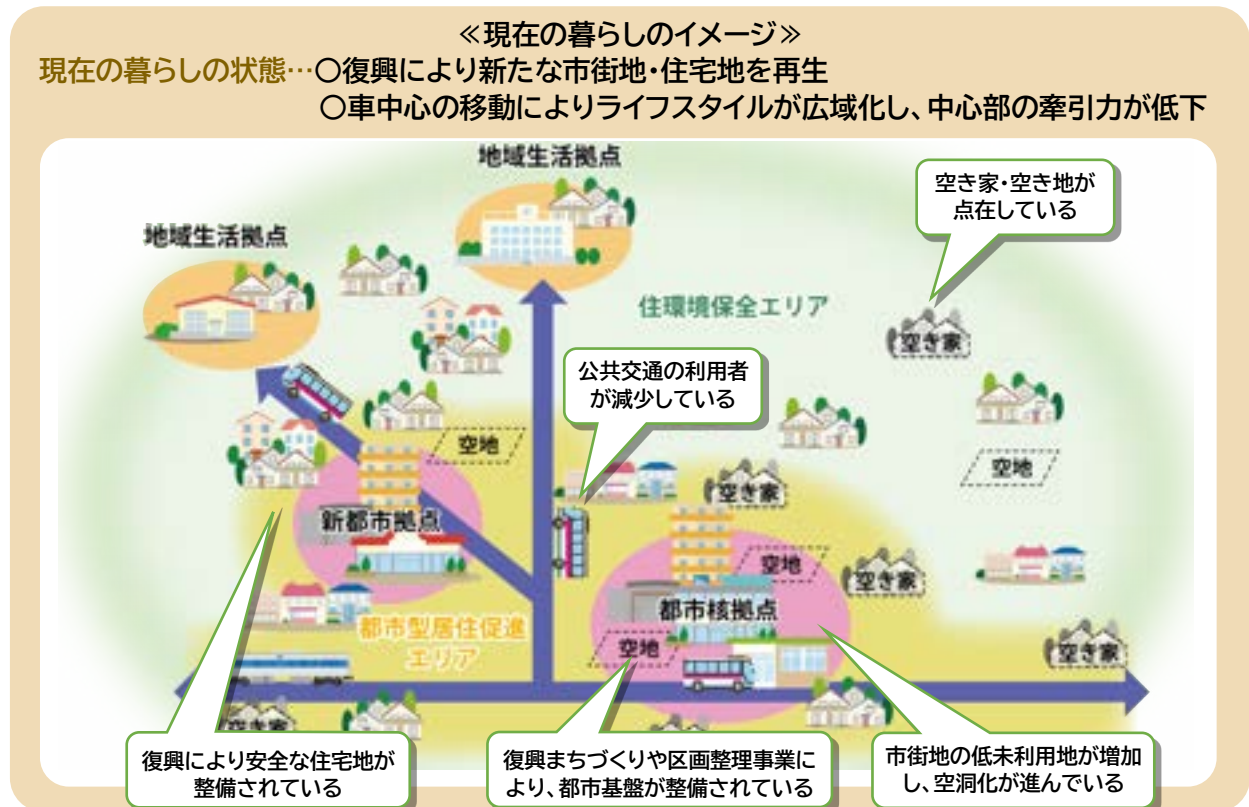 ≪現在の暮らしのイメージ≫
現在の暮らしの状態…〇復興により新たな市街地・住宅地を再生
〇車中心の移動によりライフスタイルが広域化し、中心部の牽引力が低下
地域生活拠点
地域生活拠点
空き家・空き地が
点在している
住環境保全エリア
空き家
公共交通の利用者
が減少している
空地
空地
空き家
新都市拠点
空地
空き家
都市核拠点
都市型居住促進
エリア
空地
空き家
空き家
復興により安全な住宅地が
整備されている
復興まちづくりや区画整理事業に
より、都市基盤が整備されている
市街地の低未利用地が増加
し、空洞化が進んでいる